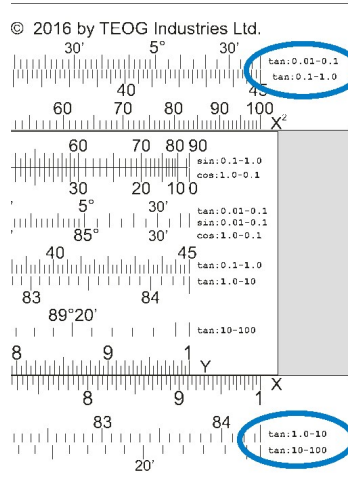 © 2016 by TEOG Industries Ltd.
30' 5° 30' tan:0.01-0.1
40 45 tan:0.1-1.0
60 70 80 90 100 X²
60 70 80 90
sin:0.1-1.0
30 20 10 0 cos:1.0-0.1
' 5° 30' tan:0.01-0.1
sin:0.01-0.1
' 85° 30' cos:1.0-0.1
40 45
tan:0.1-1.0
tan:1.0-10
83 84
89°20'
tan:10-100
8 9 1
Y
X
8 9 1
83 84 tan:1.0-10
tan:10-100
20'